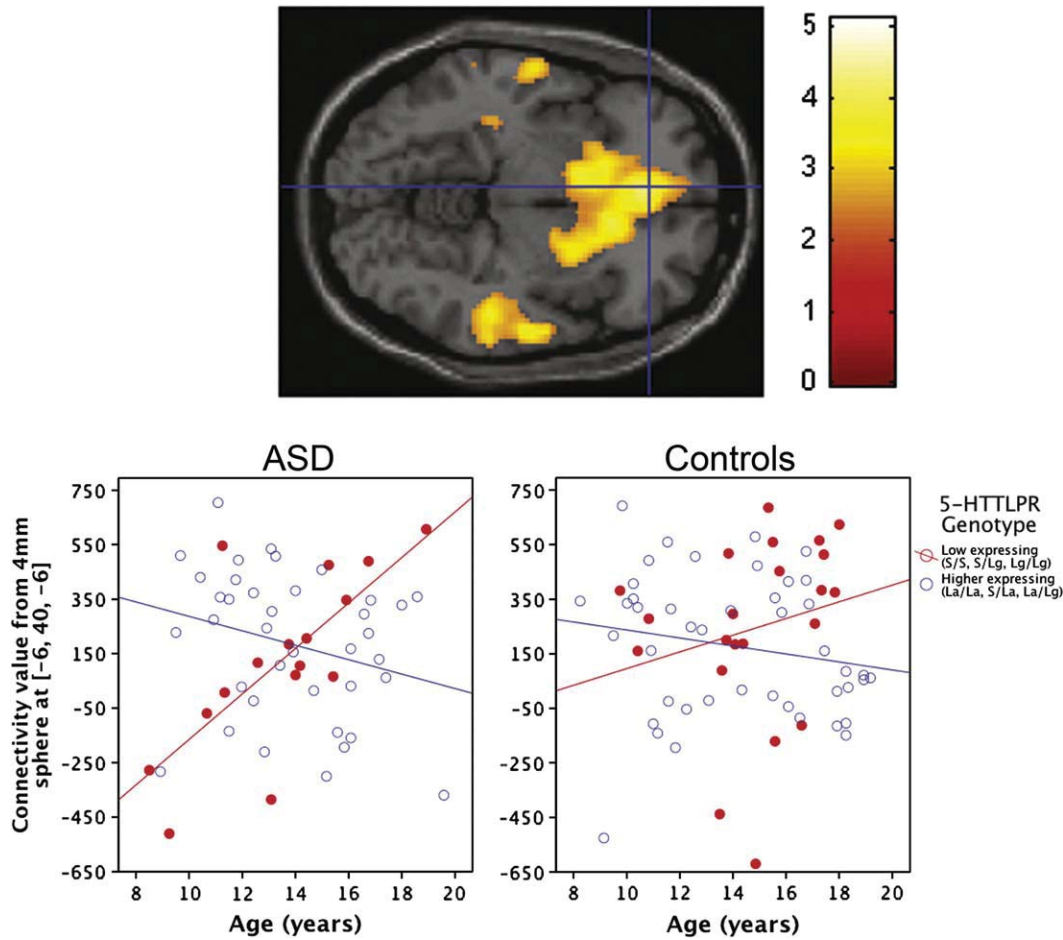 5
4
3
2
1
0
ASD
Controls
Connectivity value from 4mm
sphere at [-6, 40, -6]
750
550
350
150
-50
-250
-450
-650
8 10 12 14 16 18 20
Age (years)
750
550
350
150
-50
-250
-450
-650
8 10 12 14 16 18 20
Age (years)
5-HTTLPR
Genotype
Low expressing
(S/S, S/Lg, Lg/Lg)
Higher expressing
(La/La, S/La, La/Lg)